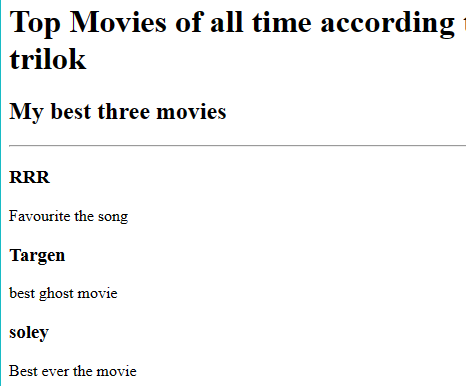 Top Movies of all time according
trilok
My best three movies
RRR
Favourite the song
Targen
best ghost movie
soley
Best ever the movie